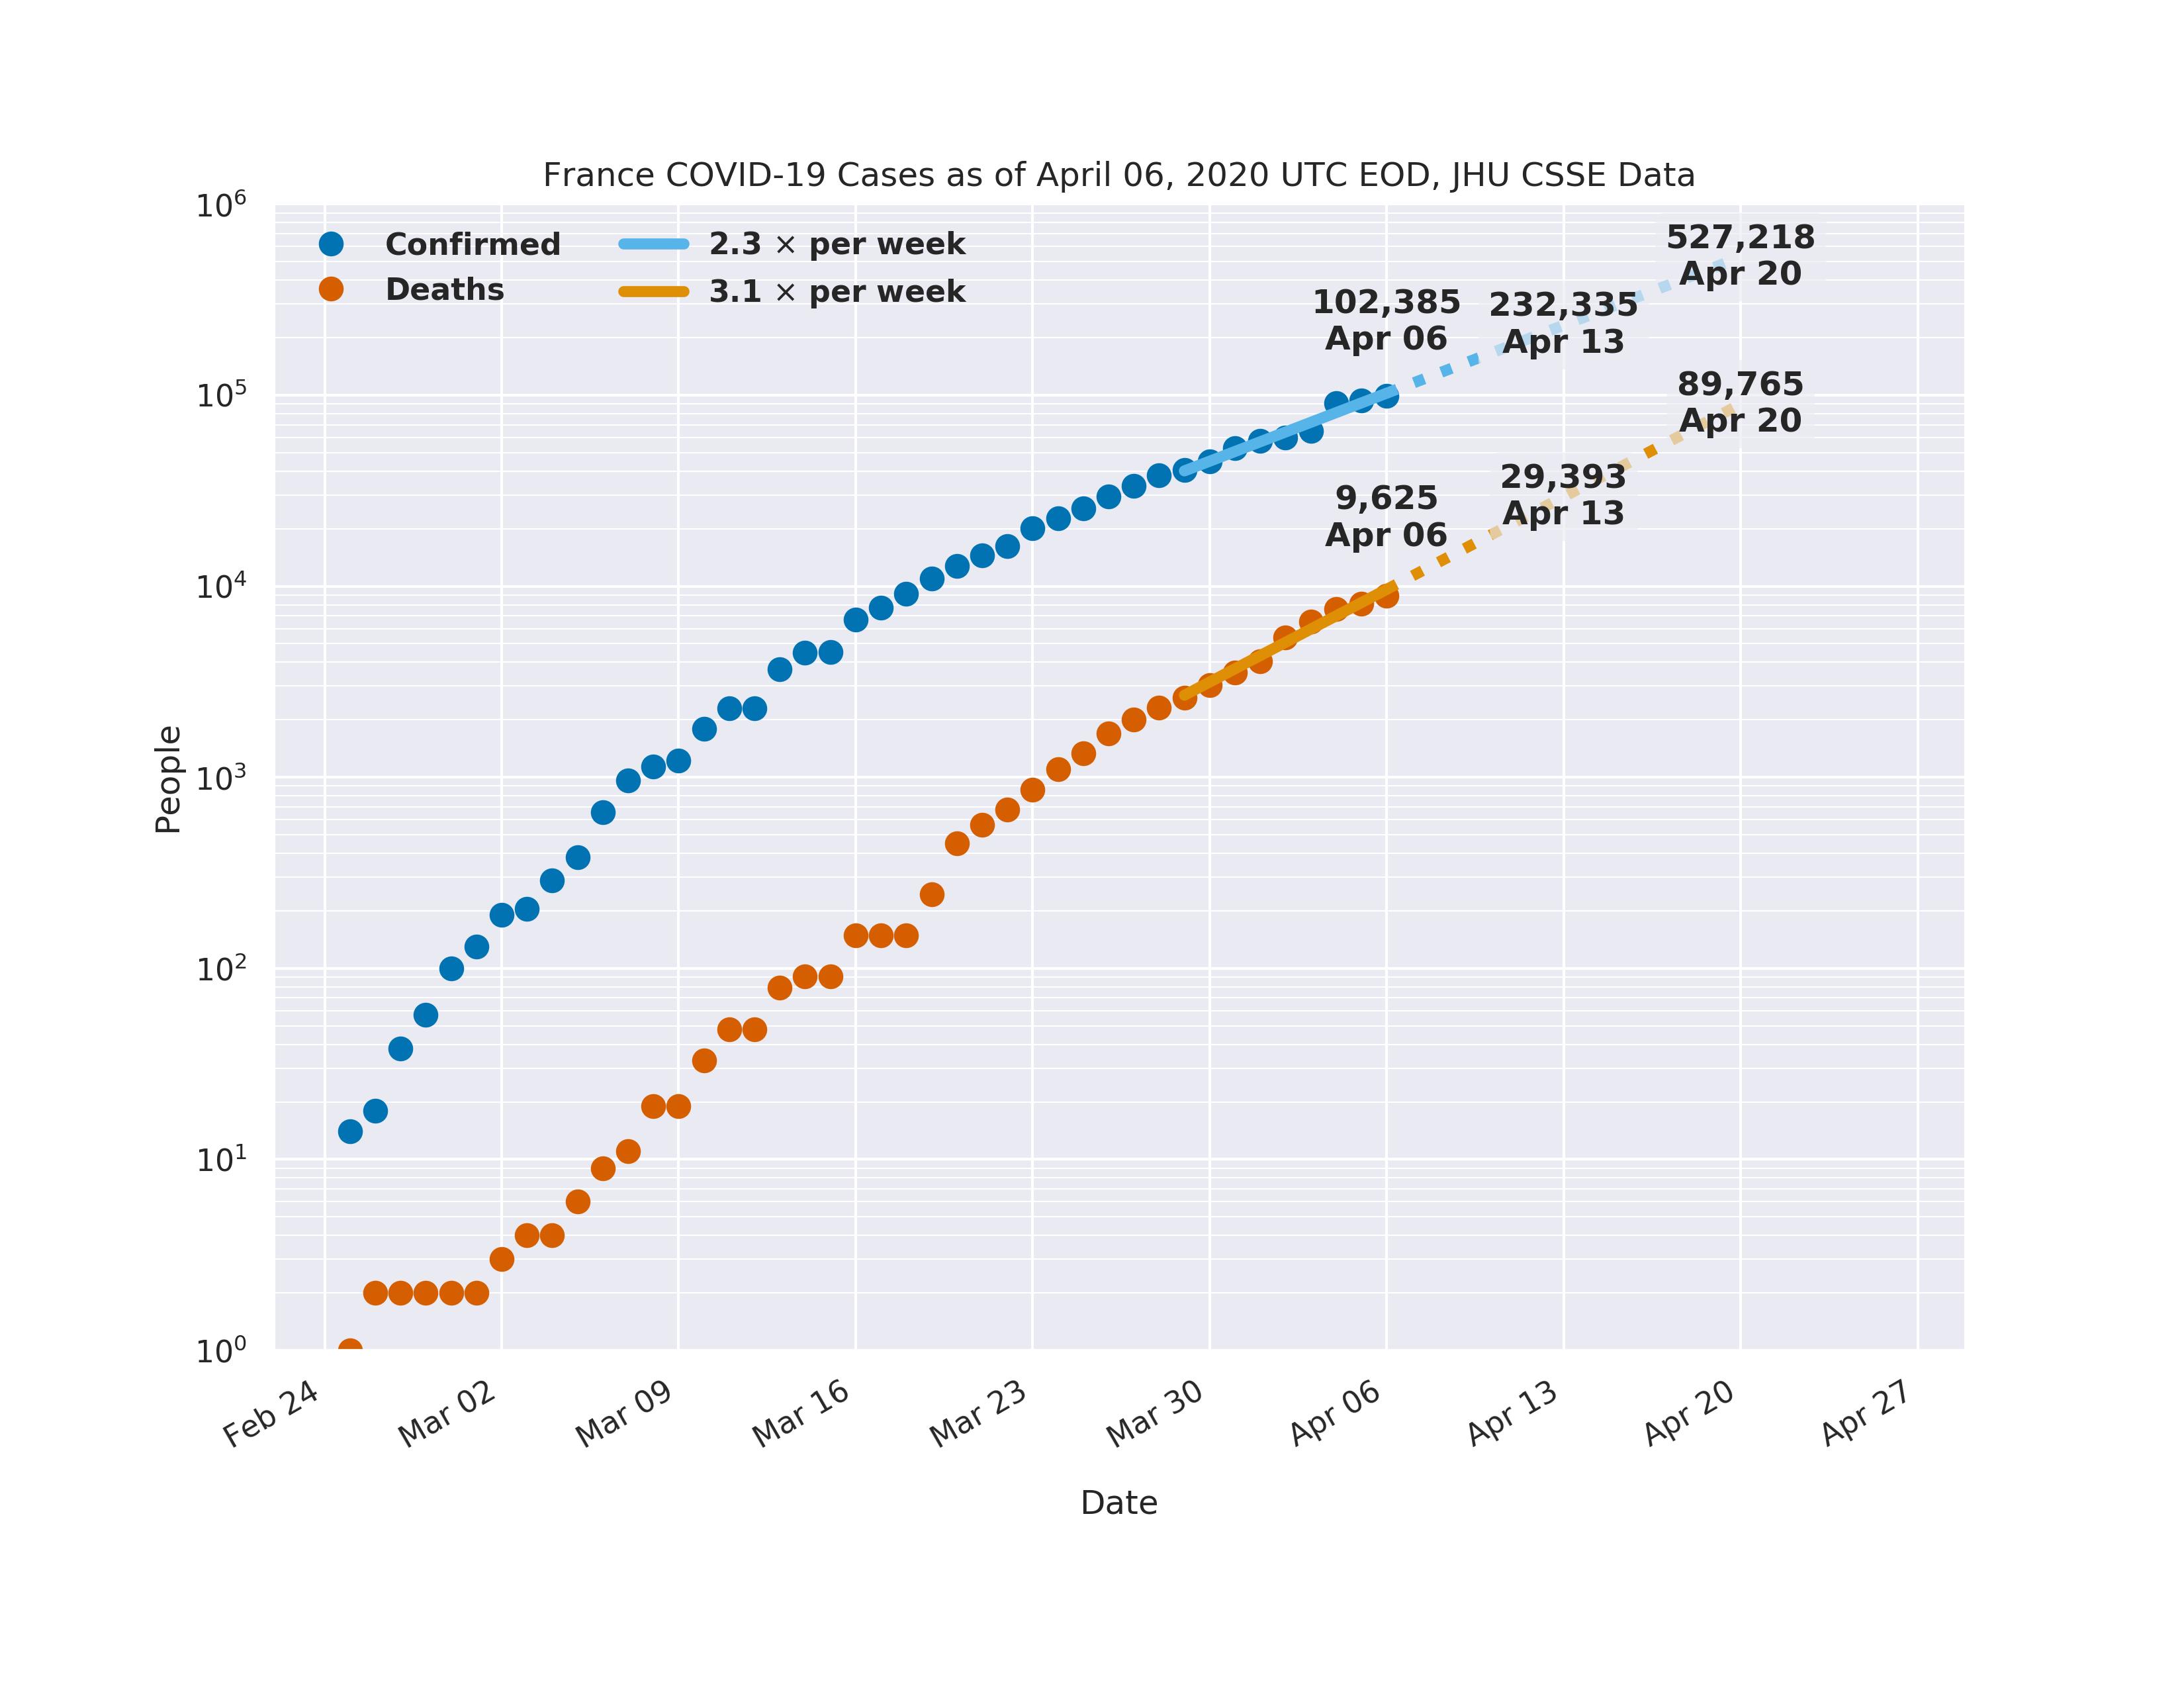 France COVID-19 Cases as of April 06, 2020 UTC EOD, JHU CSSE Data
Confirmed
Deaths
2.3 × per week
3.1 × per week
102,385
Apr 06
232,335
Apr 13
527,218
Apr 20
9,625
Apr 06
29,393
Apr 13
89,765
Apr 20
People
10⁶
10⁵
10⁴
10³
10²
10¹
10⁰
Feb 24
Mar 02
Mar 09
Mar 16
Mar 23
Mar 30
Apr 06
Apr 13
Apr 20
Apr 27
Date